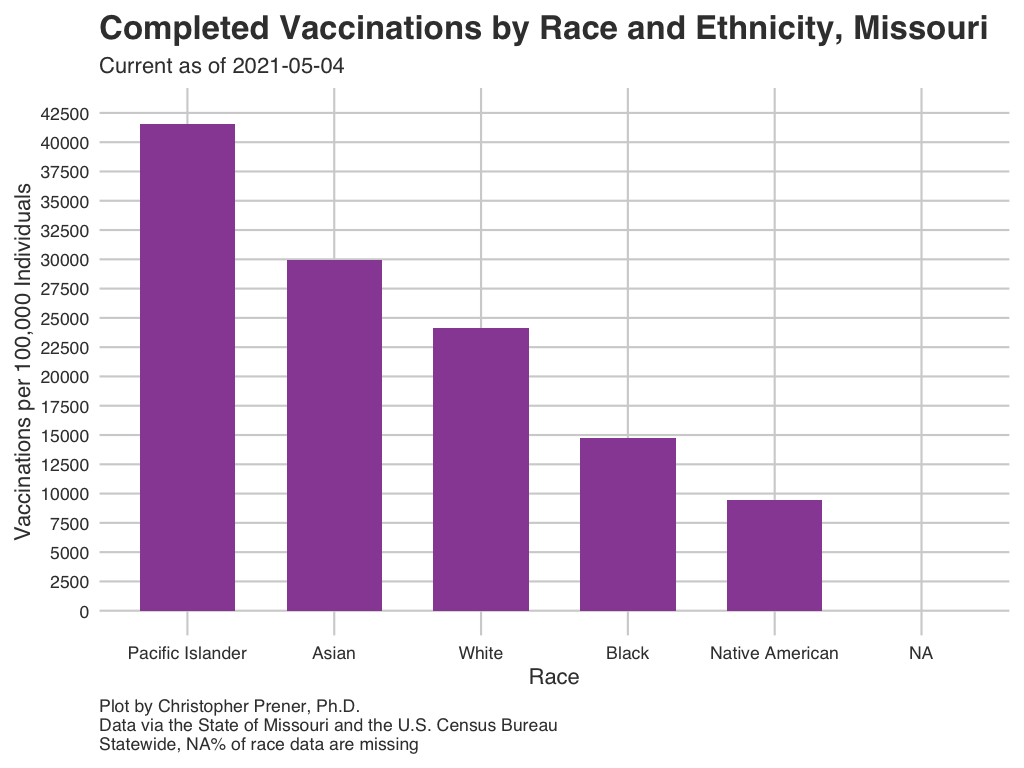 Completed Vaccinations by Race and Ethnicity, Missouri
Current as of 2021-05-04
Vaccinations per 100,000 Individuals
42500
40000
37500
35000
32500
30000
27500
25000
22500
20000
17500
15000
12500
10000
7500
5000
2500
0
Pacific Islander Asian White Black Native American NA
Race
Plot by Christopher Prener, Ph.D.
Data via the State of Missouri and the U.S. Census Bureau
Statewide, NA% of race data are missing